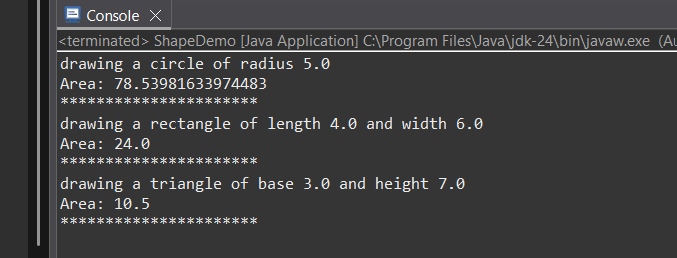 Console
<terminated> ShapeDemo [Java Application] C:\Program Files\Java\jdk-24\bin\javaw.exe (Au
drawing a circle of radius 5.0
Area: 78.53981633974483
**********************
drawing a rectangle of length 4.0 and width 6.0
Area: 24.0
**********************
drawing a triangle of base 3.0 and height 7.0
Area: 10.5
**********************